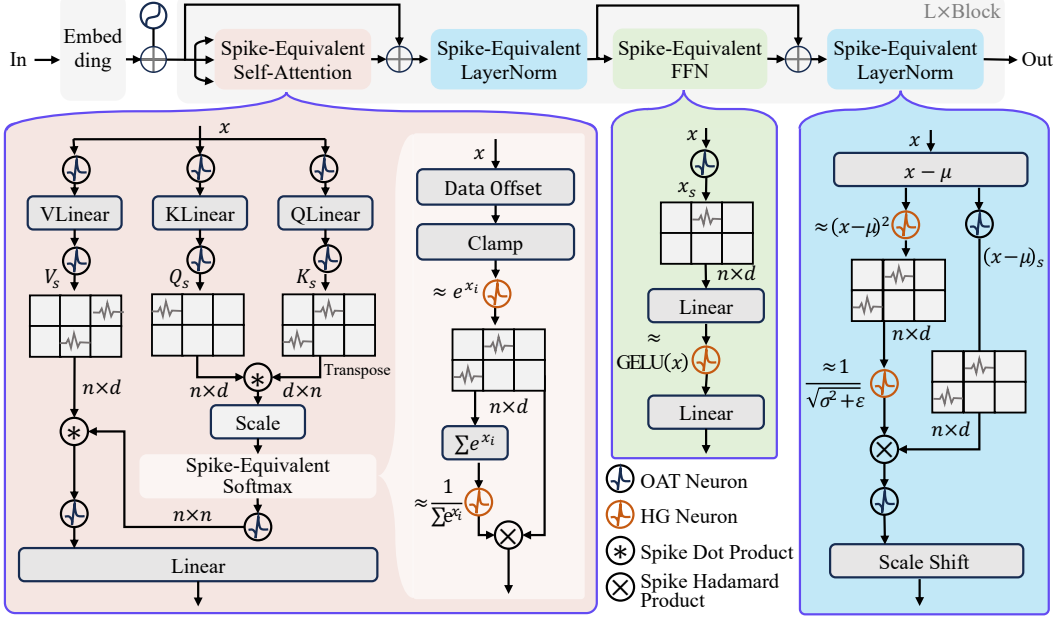 L×Block
In
Embed
ding
Spike-Equivalent
Self-Attention
Spike-Equivalent
LayerNorm
Spike-Equivalent
FFN
Spike-Equivalent
LayerNorm
Out
x
VLinear
KLinear
QLinear
V_s
Q_s
K_s
Transpose
n×d
n×d
d×n
Scale
Spike-Equivalent
Softmax
n×n
Linear
x
Data Offset
Clamp
≈ e^{x_i}
n×d
∑e^{x_i}
≈ 1/∑e^{x_i}
x
x_s
n×d
Linear
≈
GELU(x)
Linear
OAT Neuron
HG Neuron
Spike Dot Product
Spike Hadamard
Product
x
x − μ
≈(x−μ)2
(x−μ)_s
n×d
≈ 1
√σ² + ε
n×d
Scale Shift